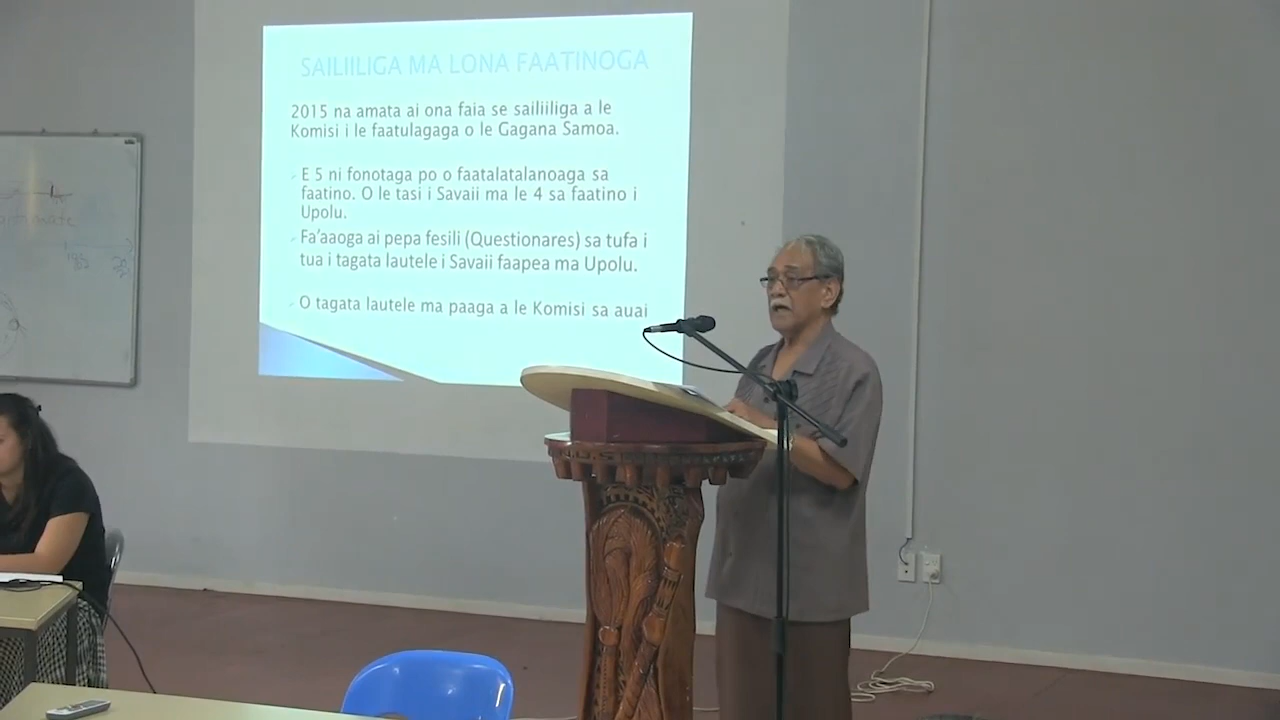 SAILIILIGA MA LONA FAATINOGA
2015 na amata ai ona faia se sailiiliga a le
Komisi i le faatulagaga o le Gagana Samoa.
E 5 ni fonotaga po o faatalatalanoaga sa
faatino. O le tasi i Savaii ma le 4 sa faatino i
Upolu.
Fa'aaoga ai pepa fesili (Questionares) sa tufa i
tua i tagata lautele i Savaii faapea ma Upolu.
O tagata lautele ma paaga a le Komisi sa auai